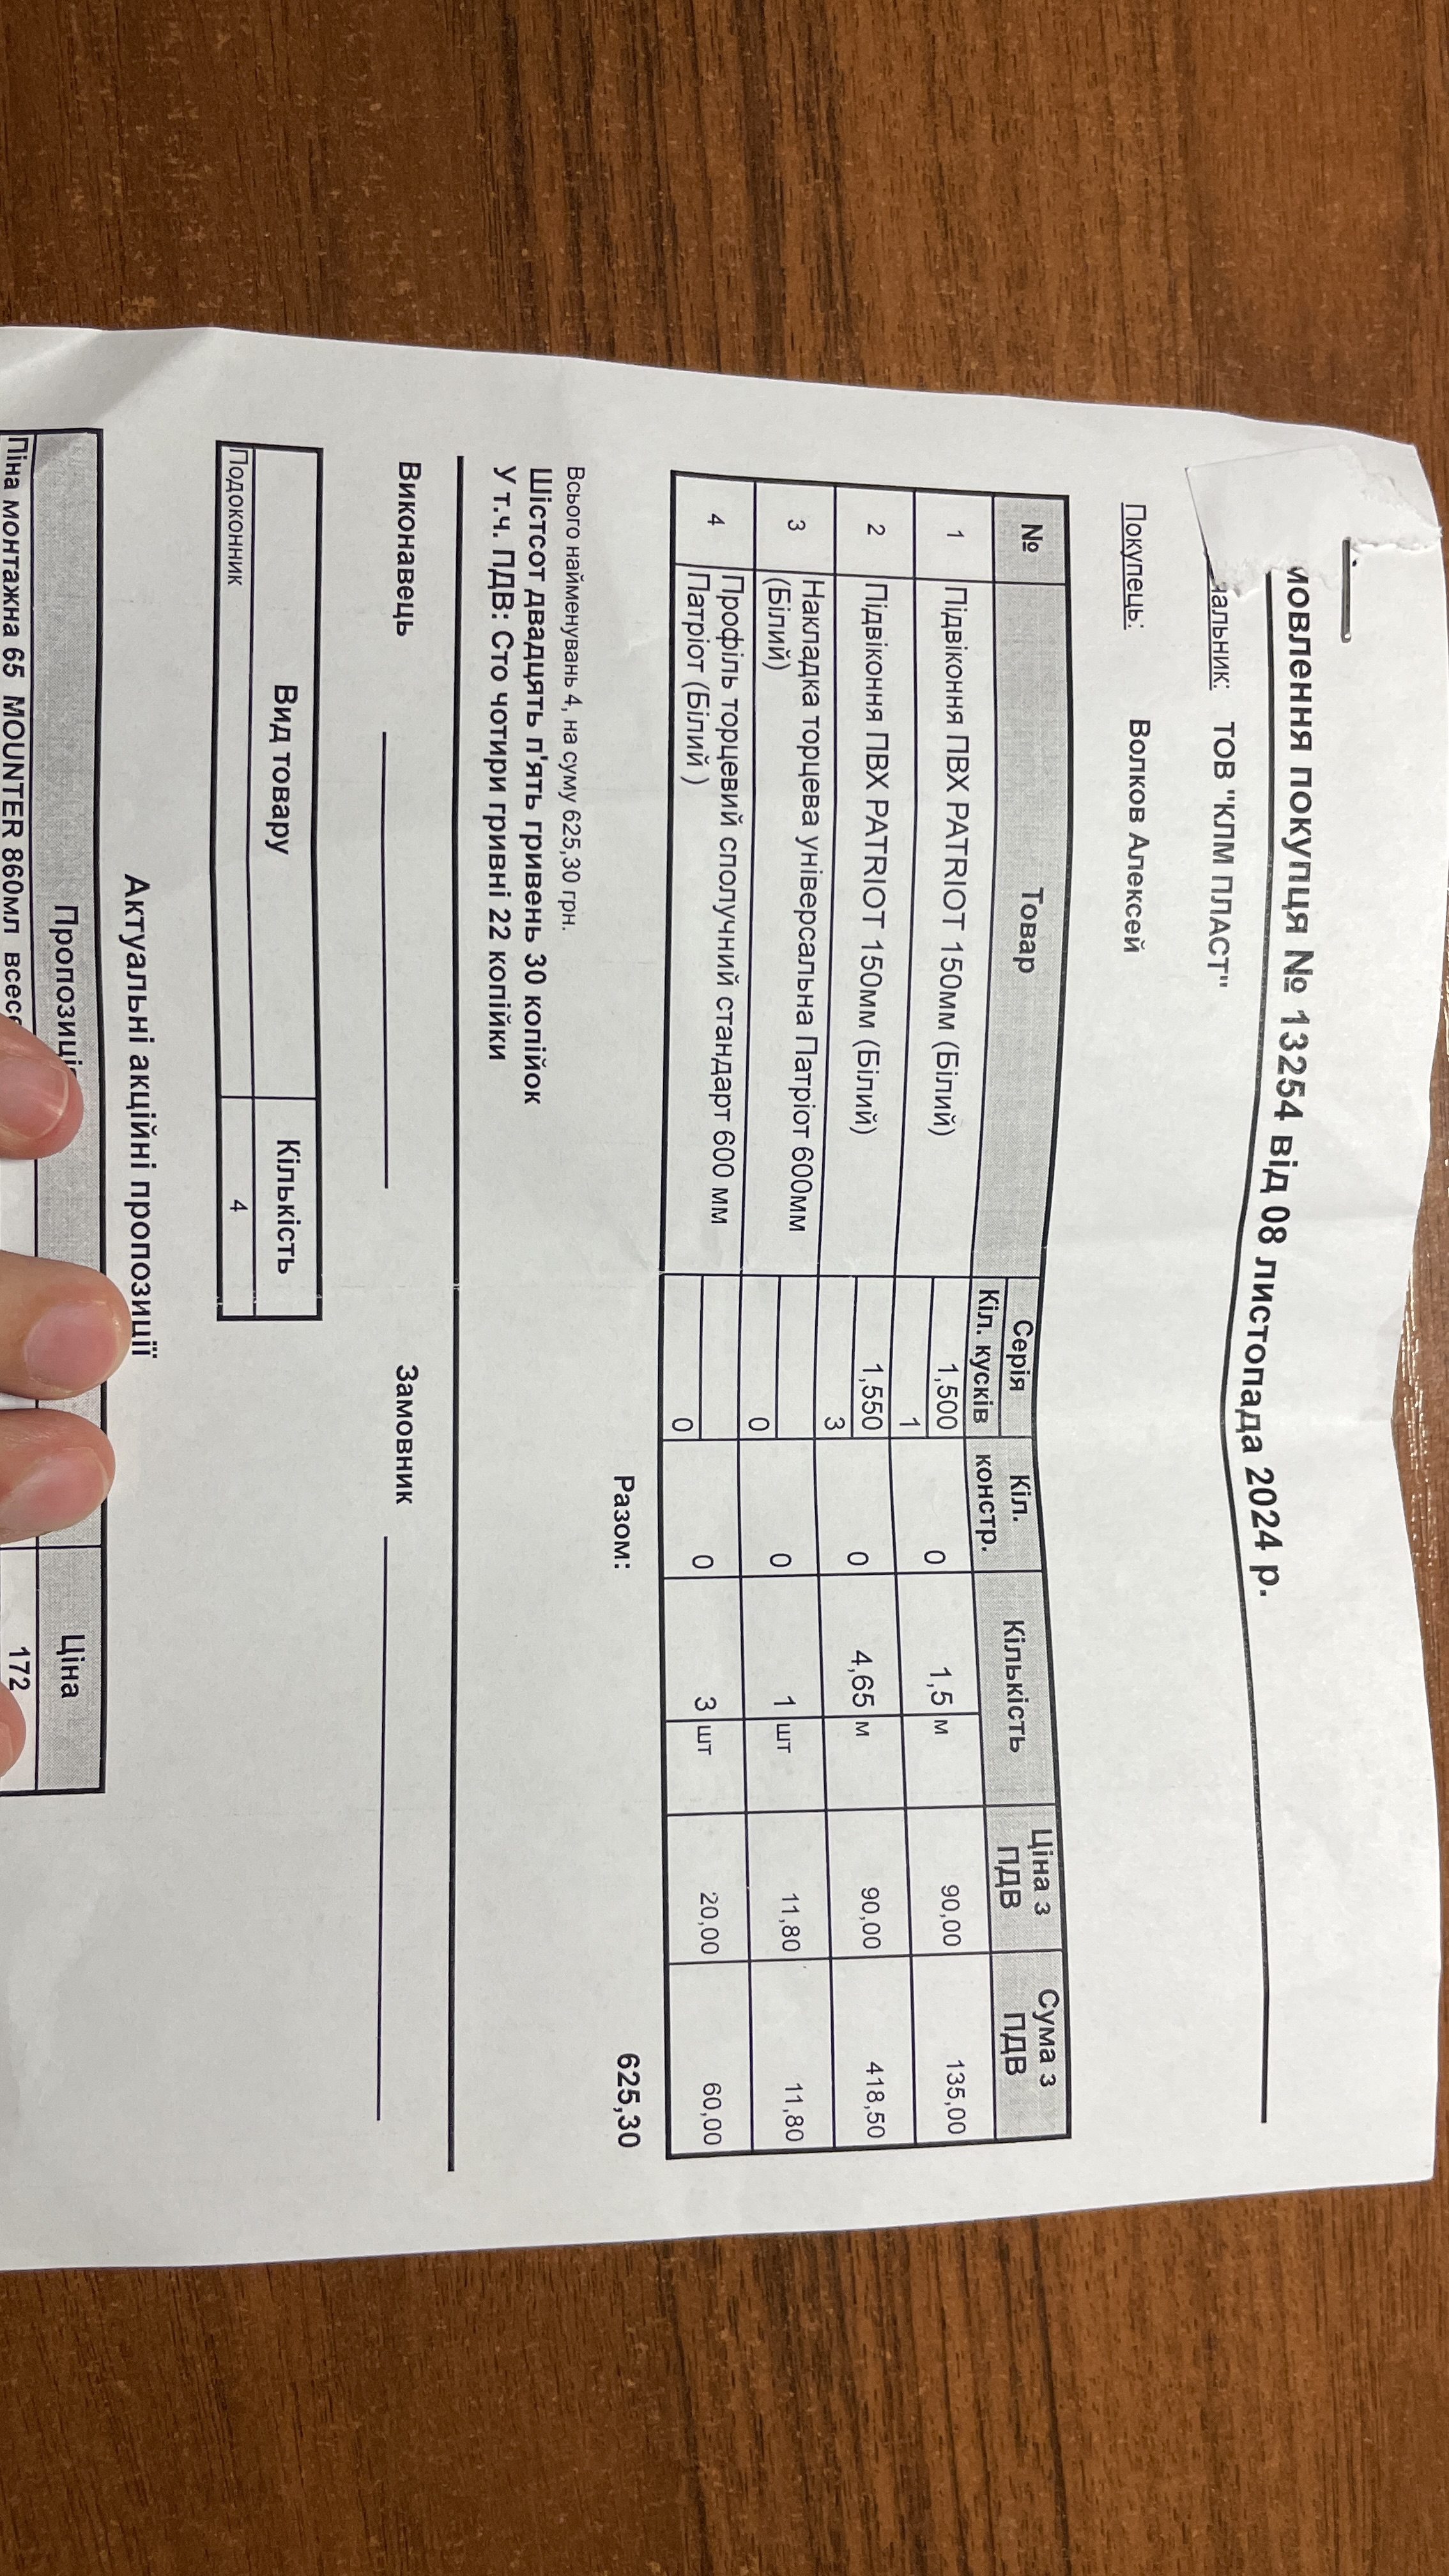 мовлення покупця № 13254 від 08 листопада 2024 р.
чальник: ТОВ "КЛМ ПЛАСТ"
Покупець: Волков Алексей
№ Товар Серія Кіл. кусків Кіл. констр. Кількість Ціна з ПДВ Сума з ПДВ
1 Підвіконня ПВХ PATRIOT 150мм (Білий) 1,500 1 0 1,5 м 90,00 135,00
2 Підвіконня ПВХ PATRIOT 150мм (Білий) 1,550 3 0 4,65 м 90,00 418,50
3 Накладка торцева універсальна Патріот 600мм (Білий) 0 0 1 шт 11,80 11,80
4 Профіль торцевий сполучний стандарт 600 мм Патріот (Білий ) 0 0 3 шт 20,00 60,00
Разом: 625,30
Всього найменувань 4, на суму 625,30 грн.
Шістсот двадцять п'ять гривень 30 копійок
У т.ч. ПДВ: Сто чотири гривні 22 копійки
Виконавець Замовник
Вид товару Кількість
Подоконник 4
Актуальні акційні пропозиції
Пропозиція Ціна
Піна монтажна 65 MOUNTER 860мл 172